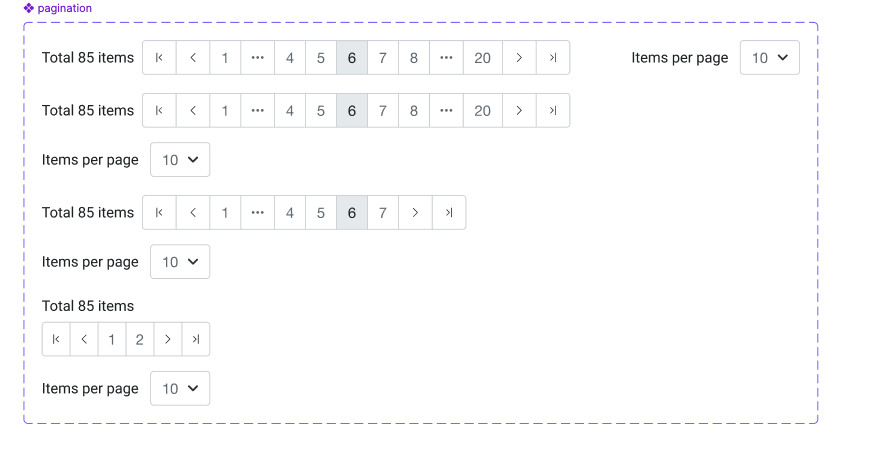 pagination
Total 85 items 1 ••• 4 5 6 7 8 ••• 20 Items per page 10
Total 85 items 1 ••• 4 5 6 7 8 ••• 20
Items per page 10
Total 85 items 1 ••• 4 5 6 7
Items per page 10
Total 85 items
1 2
Items per page 10